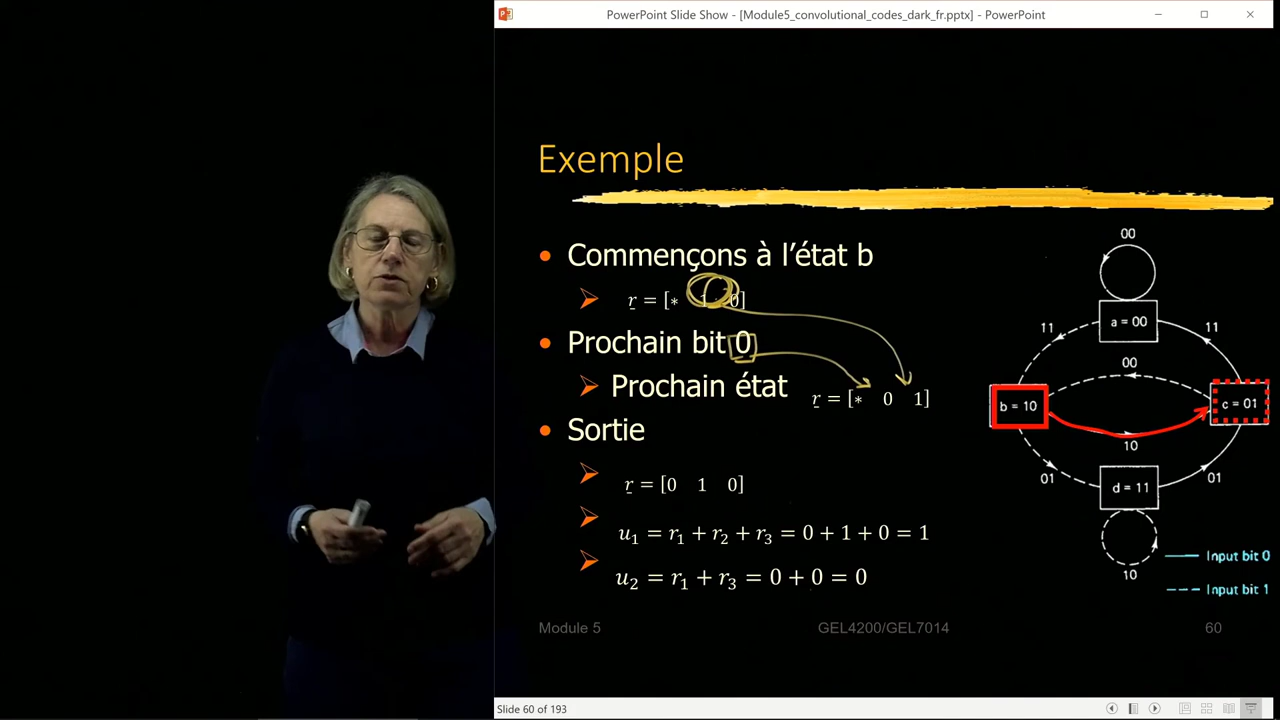 PowerPoint Slide Show - [Module5_convolutional_codes_dark_fr.pptx] - PowerPoint
Exemple
• Commençons à l'état b
r = [* 1 0]
• Prochain bit 0
Prochain état r = [* 0 1]
• Sortie
r = [0 1 0]
u₁ = r₁ + r₂ + r₃ = 0 + 1 + 0 = 1
u₂ = r₁ + r₃ = 0 + 0 = 0
00
a = 00
11
11
00
b = 10
c = 01
10
01
01
d = 11
10
Input bit 0
Input bit 1
Module 5
GEL4200/GEL7014
60
Slide 60 of 193